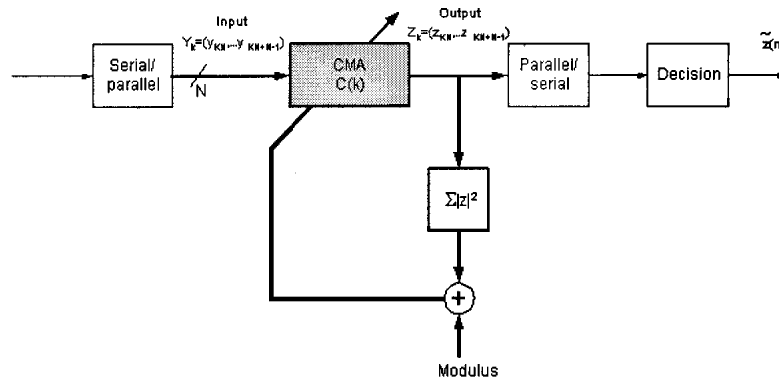 Input
Output
Y_k=(y_KN,...y_KN+N-1)
Z_k=(z_KN,...z_KN+N-1)
z̃(n
Serial/
parallel
N
CMA
C(k)
Parallel/
serial
Decision
Σ|z|²
+
Modulus